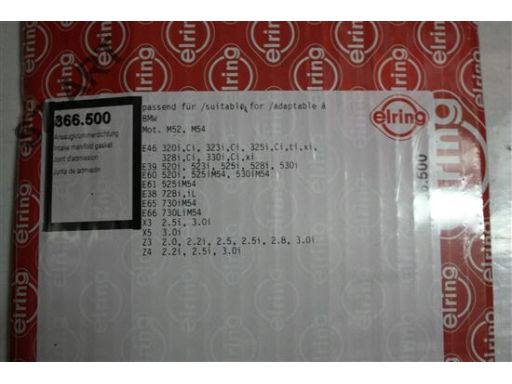 elring
366.500
Ansaugkrümmerdichtung
Intake manifold gasket
Joint d'admission
Junta de admisión
passend für /suitable for /adaptable à
BMW
Mot. M52, M54
E46 320i,Ci, 323i,Ci, 325i,Ci,ti,xi,
328i,Ci, 330i,Ci,xi
E39 520i, 523i, 525i, 528i, 530i
E60 520i, 525iM54, 530iM54
E61 525iM54
E38 728i,iL
E65 730iM54
E66 730LiM54
X3 2.5i, 3.0i
X5 3.0i
Z3 2.0, 2.2i, 2.5, 2.5i, 2.8, 3.0i
Z4 2.2i, 2.5i, 3.0i
elring
.500
elring
elring